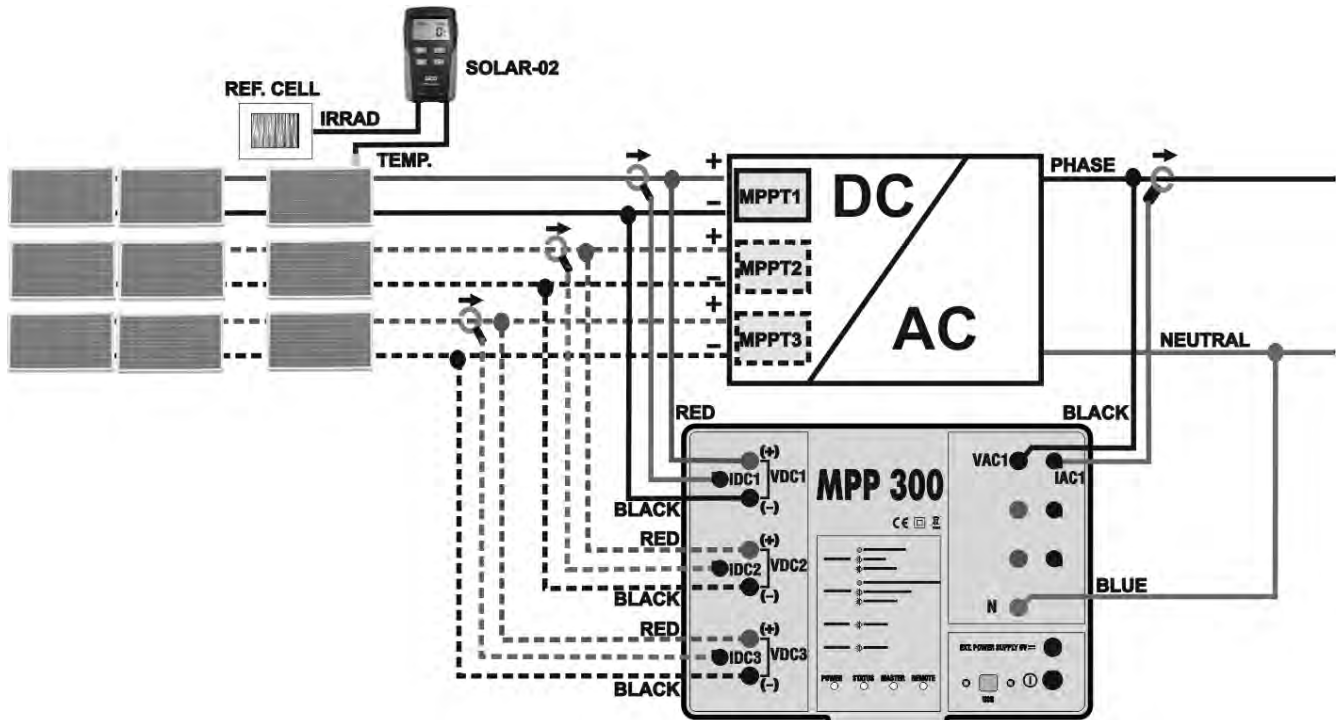 SOLAR-02
REF. CELL
IRRAD
TEMP.
+
−
+
−
+
−
MPPT1
MPPT2
MPPT3
DC
AC
PHASE
NEUTRAL
RED
BLACK
RED
BLACK
RED
BLACK
BLACK
BLUE
(+)
IDC1
VDC1
(-)
(+)
IDC2
VDC2
(-)
(+)
IDC3
VDC3
(-)
MPP 300
CE
POWER STATUS MASTER REMOTE
VAC1
IAC1
N
EXT. POWER SUPPLY 9V
USB